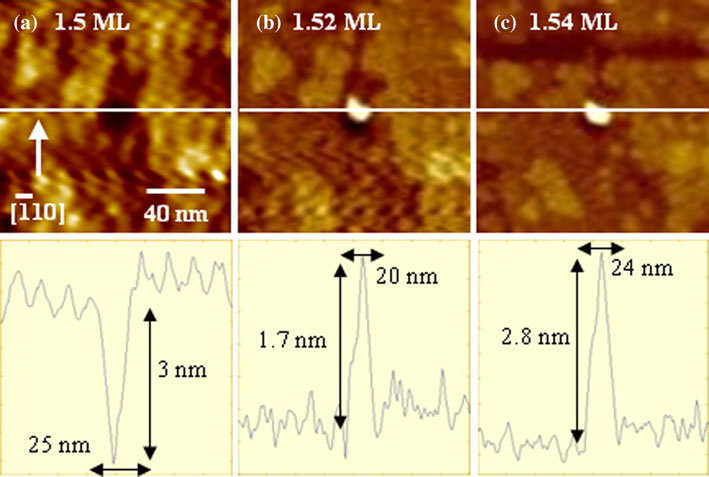 (a) 1.5 ML
(b) 1.52 ML
(c) 1.54 ML
[1̅10]
40 nm
3 nm
25 nm
20 nm
1.7 nm
24 nm
2.8 nm